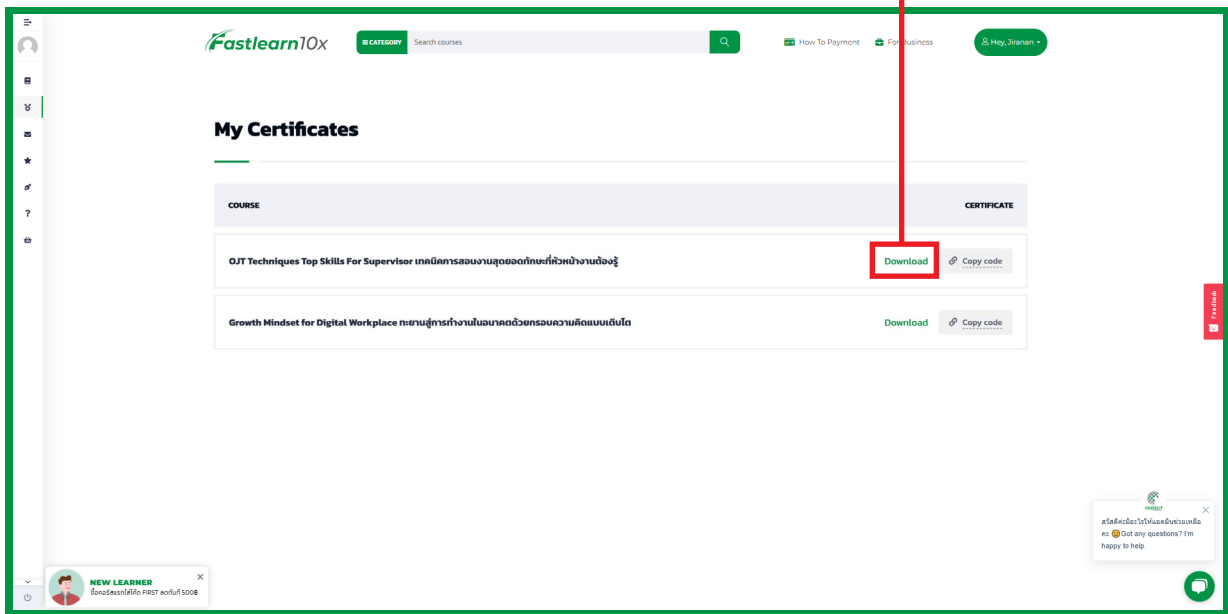 Fastlearn10x
CATEGORY
Search courses
How To Payment
For Business
Hey, Jiranan
My Certificates
COURSE
CERTIFICATE
OJT Techniques Top Skills For Supervisor เทคนิคการสอนงานสุดยอดทักษะที่หัวหน้างานต้องรู้
Download
Copy code
Growth Mindset for Digital Workplace ทะยานสู่การทำงานในอนาคตด้วยกรอบความคิดแบบเติบโต
Download
Copy code
Feedback
PERFECT
สวัสดีค่ะมีอะไรให้แอดมินช่วยเหลือ
คะ 😊Got any questions? I'm
happy to help.
NEW LEARNER
ซื้อคอร์สแรกใส่โค้ด FIRST ลดทันที 500฿